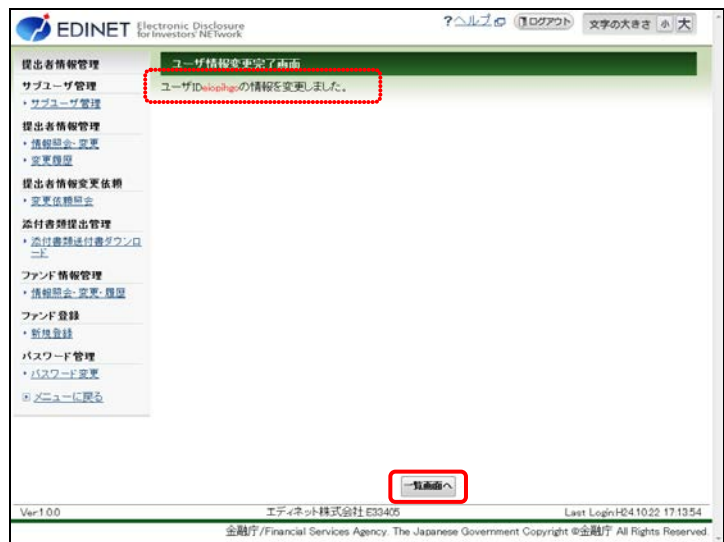 EDINET Electronic Disclosure for Investors' NETwork
?ヘルプ ログアウト 文字の大きさ 小 大
提出者情報管理
サブユーザ管理
・サブユーザ管理
提出者情報管理
・情報照会・変更
・変更履歴
提出者情報変更依頼
・変更依頼照会
添付書類提出管理
・添付書類送付書ダウンロ
ード
ファンド情報管理
・情報照会・変更・履歴
ファンド登録
・新規登録
パスワード管理
・パスワード変更
メニューに戻る
ユーザ情報変更完了画面
ユーザIDeiopihgoの情報を変更しました。
一覧画面へ
Ver.1.0.0 エディネット株式会社 E33405 Last Login:H24.10.22 17:13:54
金融庁/Financial Services Agency. The Japanese Government Copyright ©金融庁 All Rights Reserved.